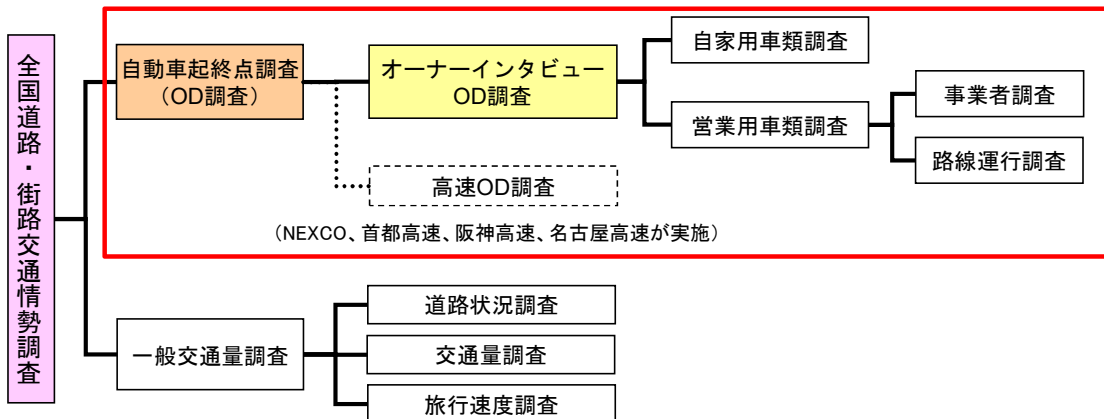 全国道路・街路交通情勢調査
自動車起終点調査
（OD調査）
オーナーインタビュー
OD調査
自家用車類調査
営業用車類調査
事業者調査
路線運行調査
高速OD調査
（NEXCO、首都高速、阪神高速、名古屋高速が実施）
一般交通量調査
道路状況調査
交通量調査
旅行速度調査